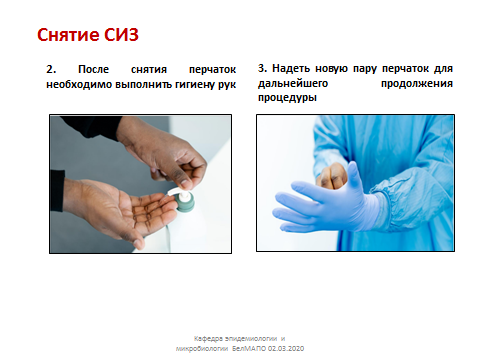 Снятие СИЗ
2. После снятия перчаток
необходимо выполнить гигиену рук
3. Надеть новую пару перчаток для
дальнейшего продолжения
процедуры
Кафедра эпидемиологии и
микробиологии БелМАПО 02.03.2020